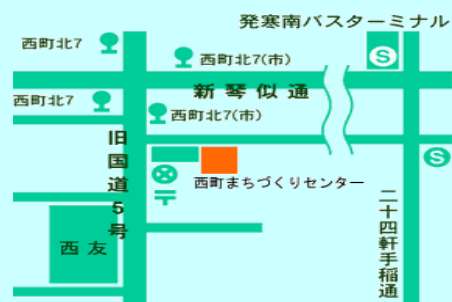 発寒南バスターミナル
西町北7
西町北7(市)
S
新琴似通
西町北7
西町北7(市)
旧国道5号
S
西町まちづくりセンター
〒
二十四軒手稲通
西友